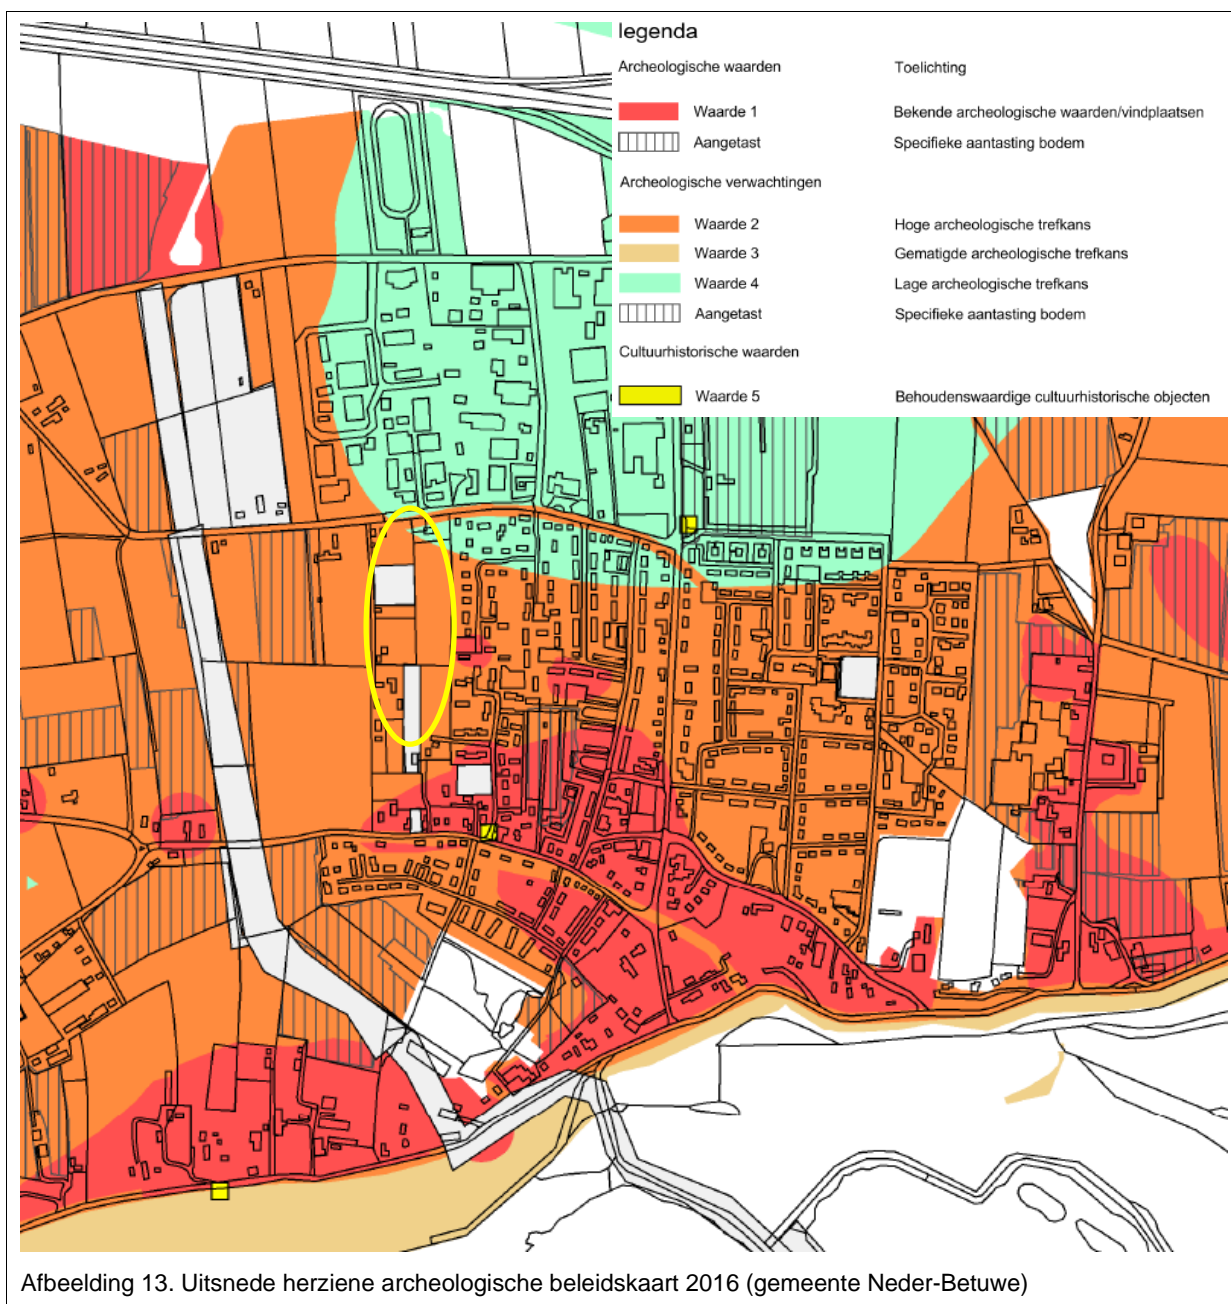 legenda
Archeologische waarden Toelichting
Waarde 1 Bekende archeologische waarden/vindplaatsen
Aangetast Specifieke aantasting bodem
Archeologische verwachtingen
Waarde 2 Hoge archeologische trefkans
Waarde 3 Gematigde archeologische trefkans
Waarde 4 Lage archeologische trefkans
Aangetast Specifieke aantasting bodem
Cultuurhistorische waarden
Waarde 5 Behoudenswaardige cultuurhistorische objecten
Afbeelding 13. Uitsnede herziene archeologische beleidskaart 2016 (gemeente Neder-Betuwe)